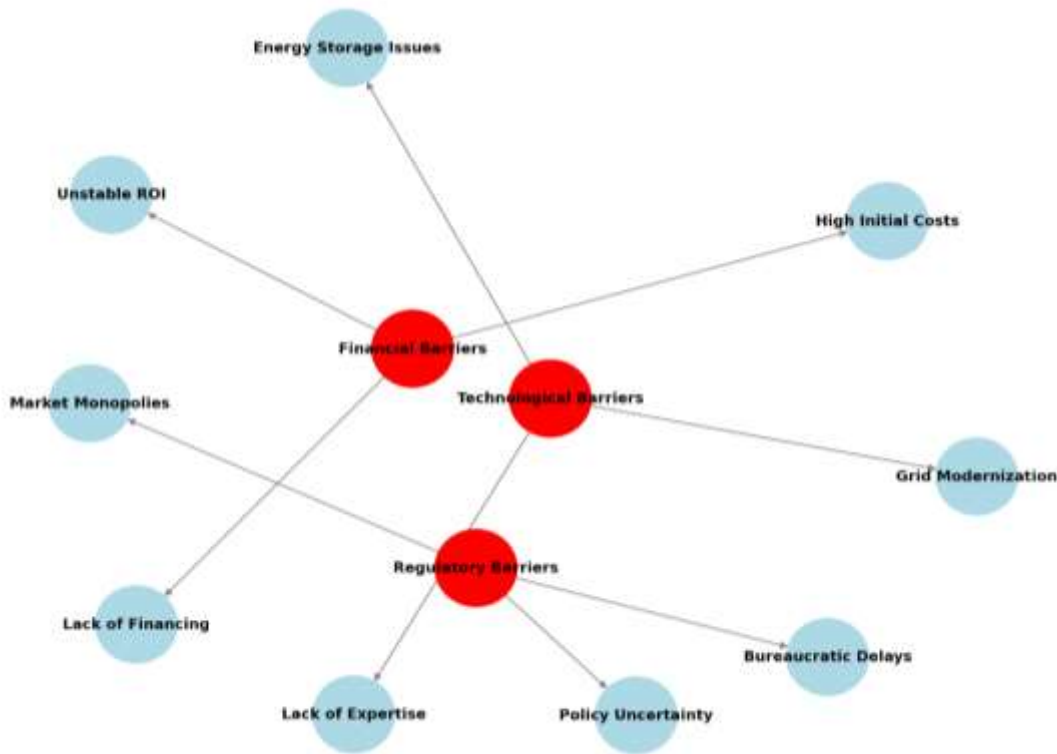 Energy Storage Issues
Unstable ROI
High Initial Costs
Financial Barriers
Technological Barriers
Market Monopolies
Grid Modernization
Regulatory Barriers
Lack of Financing
Bureaucratic Delays
Lack of Expertise
Policy Uncertainty